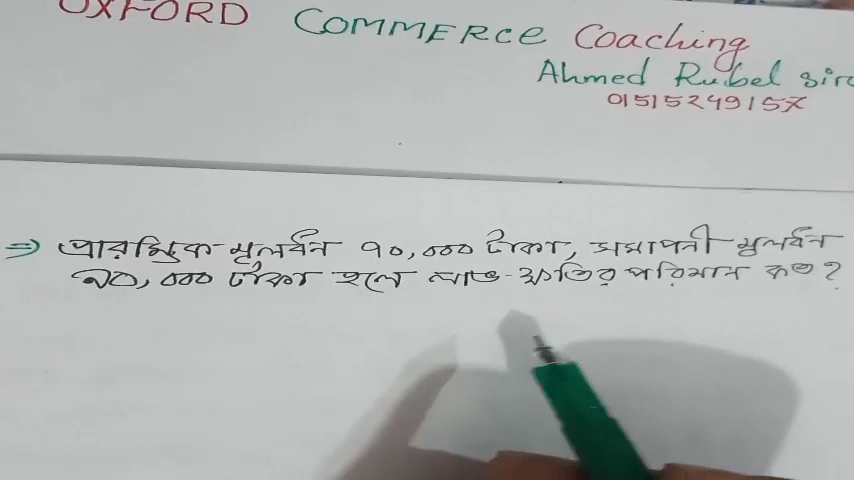 OXFORD COMMERCE Coaching
Ahmed Rubel sir
01515249157
⇒ প্রারম্ভিক মূলধন ৭০,০০০ টাকা, সমাপনী মূলধন
৯০,০০০ টাকা হলে লাভ-ক্ষতির পরিমান কত?